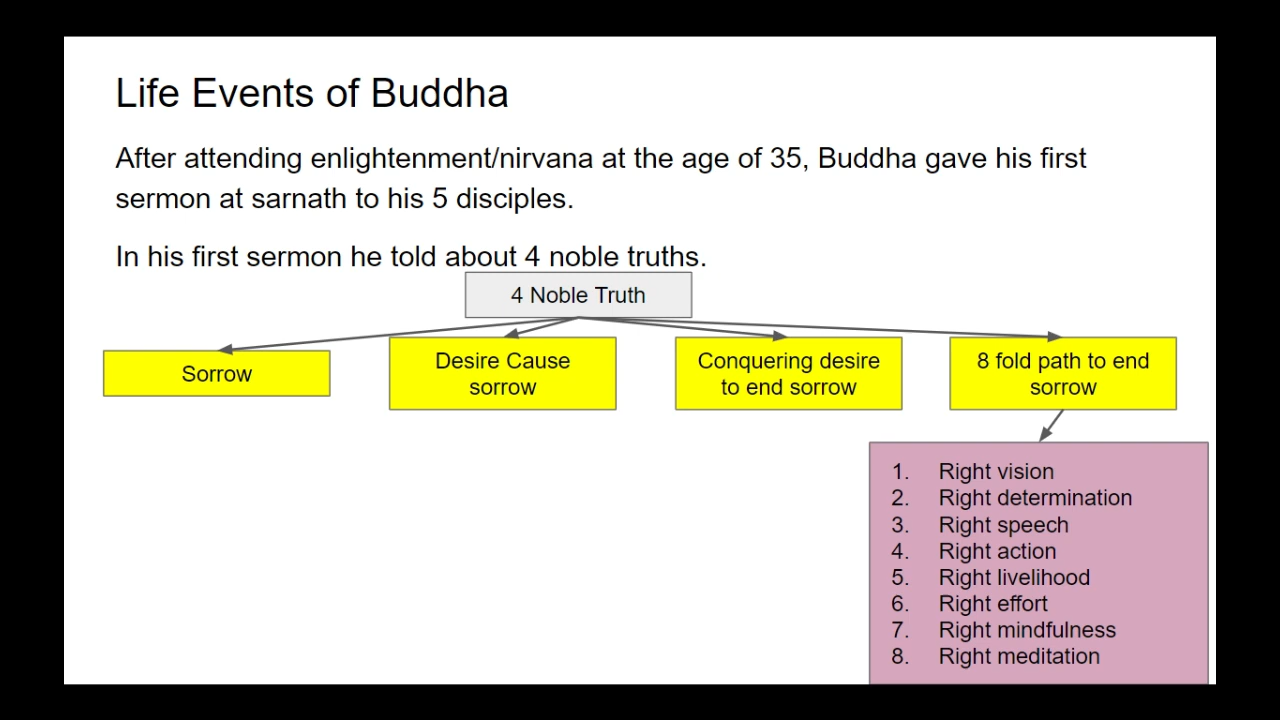 Life Events of Buddha
After attending enlightenment/nirvana at the age of 35, Buddha gave his first
sermon at sarnath to his 5 disciples.
In his first sermon he told about 4 noble truths.
4 Noble Truth
Sorrow
Desire Cause
sorrow
Conquering desire
to end sorrow
8 fold path to end
sorrow
1. Right vision
2. Right determination
3. Right speech
4. Right action
5. Right livelihood
6. Right effort
7. Right mindfulness
8. Right meditation